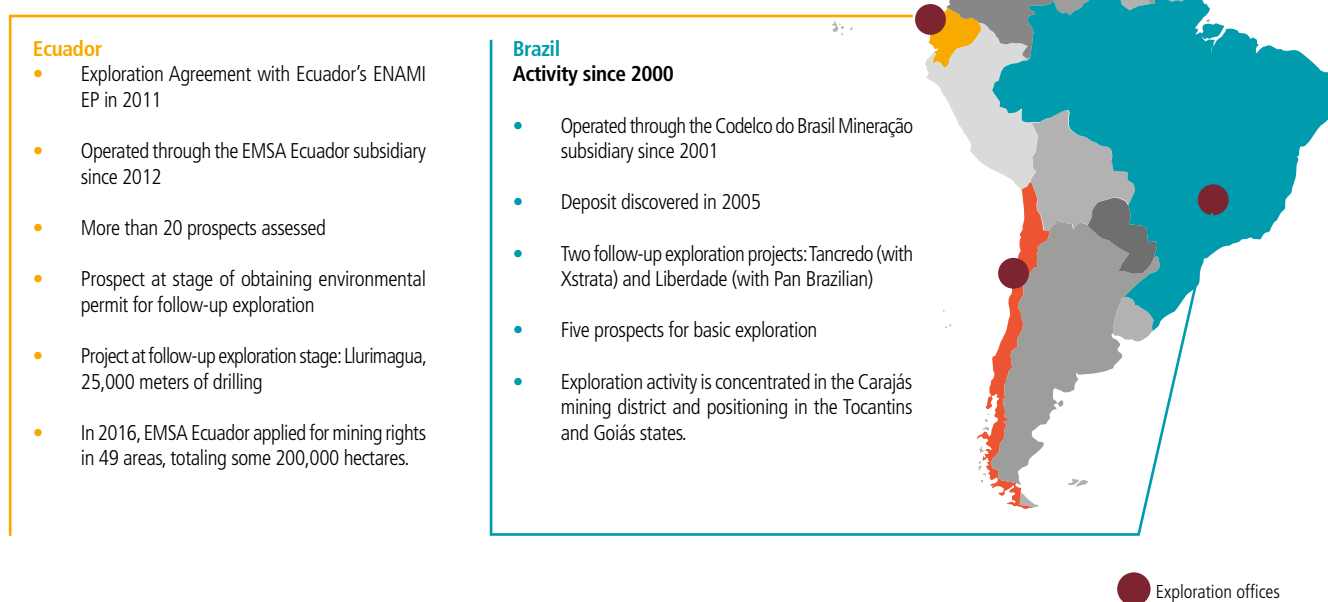 Ecuador
• Exploration Agreement with Ecuador's ENAMI
EP in 2011
• Operated through the EMSA Ecuador subsidiary
since 2012
• More than 20 prospects assessed
• Prospect at stage of obtaining environmental
permit for follow-up exploration
• Project at follow-up exploration stage: Llurimagua,
25,000 meters of drilling
• In 2016, EMSA Ecuador applied for mining rights
in 49 areas, totaling some 200,000 hectares.
Brazil
Activity since 2000
• Operated through the Codelco do Brasil Mineração
subsidiary since 2001
• Deposit discovered in 2005
• Two follow-up exploration projects: Tancredo (with
Xstrata) and Liberdade (with Pan Brazilian)
• Five prospects for basic exploration
• Exploration activity is concentrated in the Carajás
mining district and positioning in the Tocantins
and Goiás states.
Exploration offices